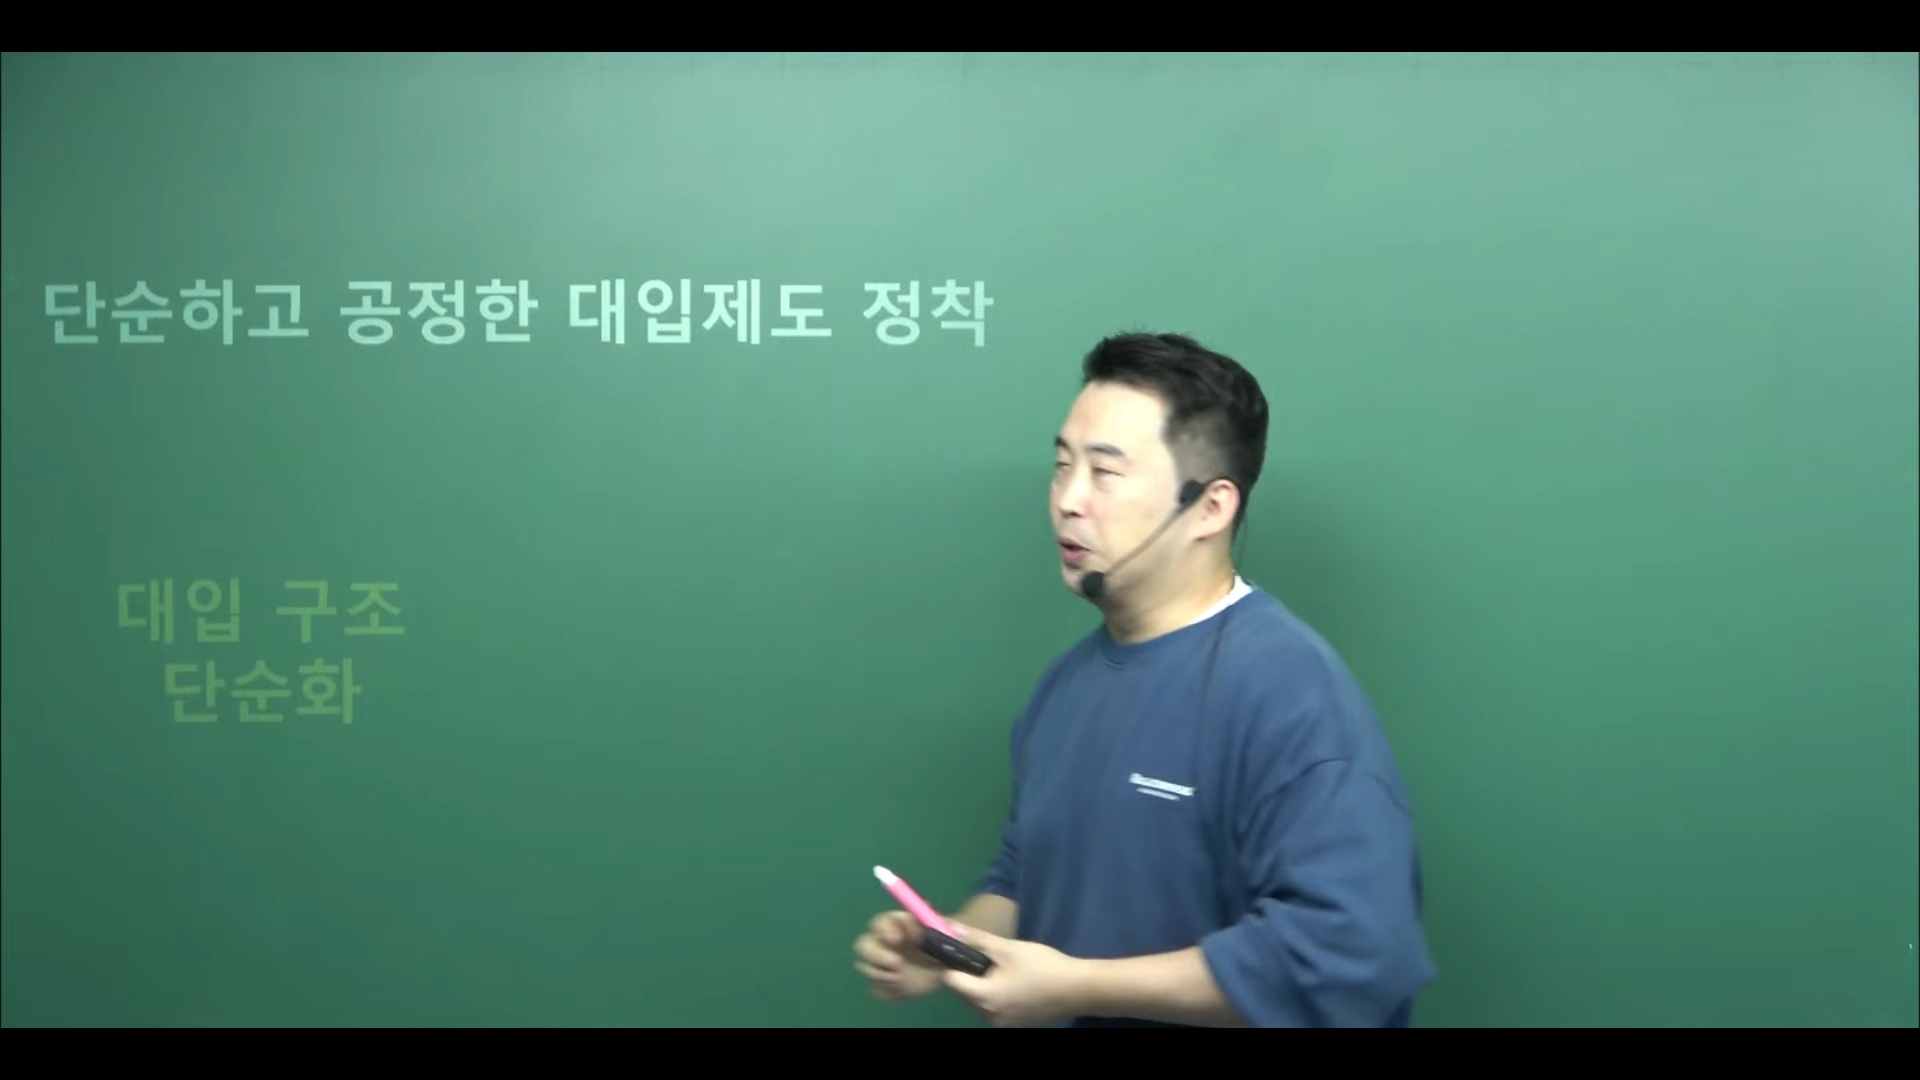 단순하고 공정한 대입제도 정착
대입 구조
단순화